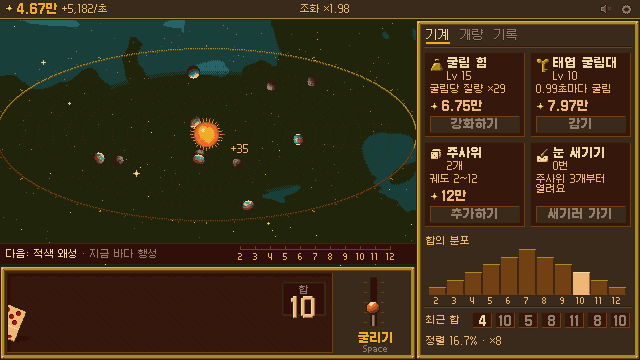 4.67만 +5,182/초
조화 ×1.98
기계 개량 기록
굴림 힘
Lv 15
굴림당 질량 ×29
6.75만
강화하기
태엽 굴림대
Lv 10
0.99초마다 굴림
7.97만
감기
주사위
2개
궤도 2~12
12만
추가하기
눈 새기기
0번
주사위 3개부터
열려요
새기러 가기
+35
다음: 적색 왜성 · 지금 바다 행성
2 3 4 5 6 7 8 9 10 11 12
합
10
굴리기
Space
합의 분포
2 3 4 5 6 7 8 9 10 11 12
최근 합 4 10 5 8 11 8 10
정렬 16.7% · ×8